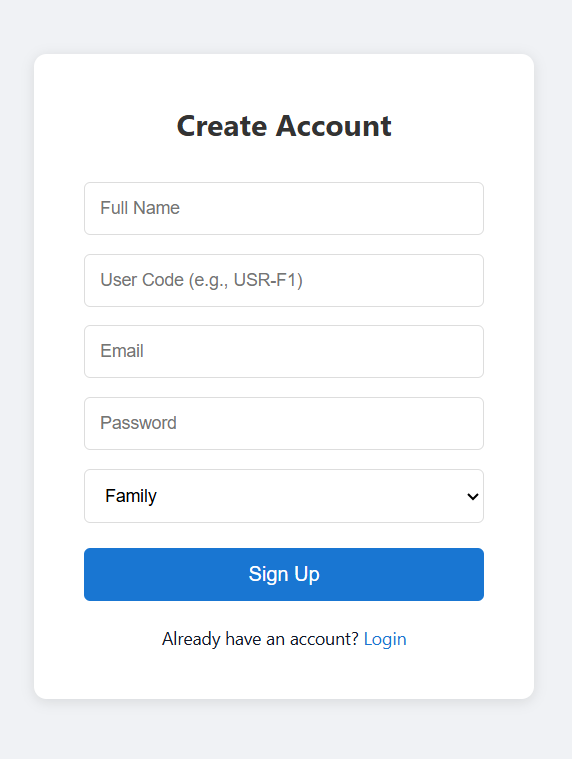 Create Account
Full Name
User Code (e.g., USR-F1)
Email
Password
Family
Sign Up
Already have an account? Login